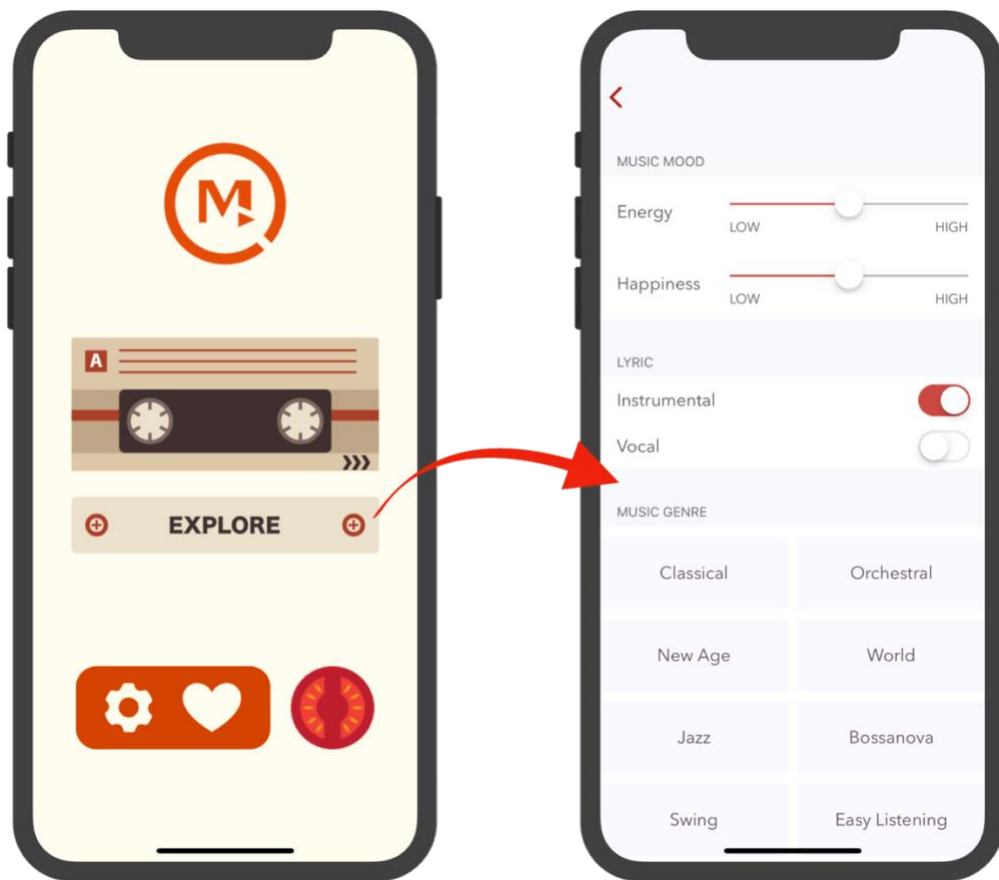 M
A
EXPLORE
MUSIC MOOD
Energy
LOW HIGH
Happiness
LOW HIGH
LYRIC
Instrumental
Vocal
MUSIC GENRE
Classical Orchestral
New Age World
Jazz Bossanova
Swing Easy Listening